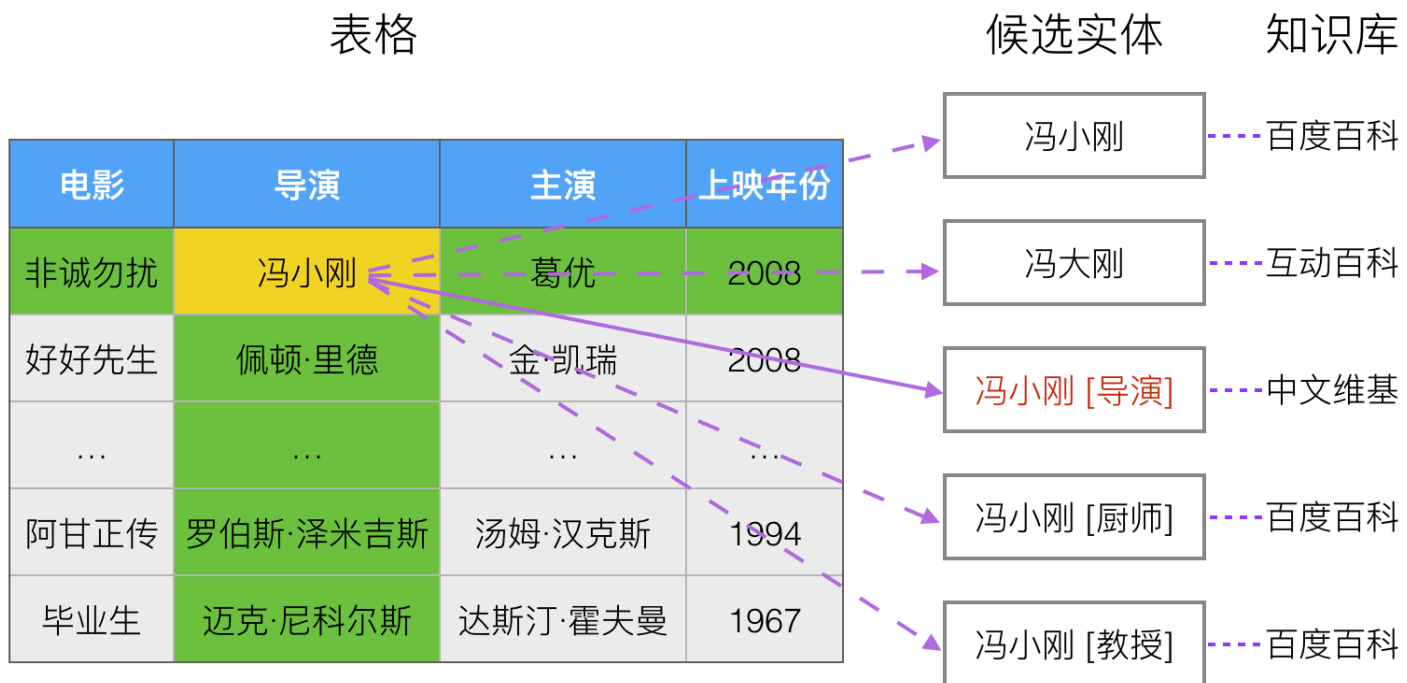 表格 候选实体 知识库
电影 导演 主演 上映年份
非诚勿扰 冯小刚 葛优 2008
好好先生 佩顿·里德 金·凯瑞 2008
… … … …
阿甘正传 罗伯斯·泽米吉斯 汤姆·汉克斯 1994
毕业生 迈克·尼科尔斯 达斯汀·霍夫曼 1967
冯小刚 百度百科
冯大刚 互动百科
冯小刚 [导演] 中文维基
冯小刚 [厨师] 百度百科
冯小刚 [教授] 百度百科